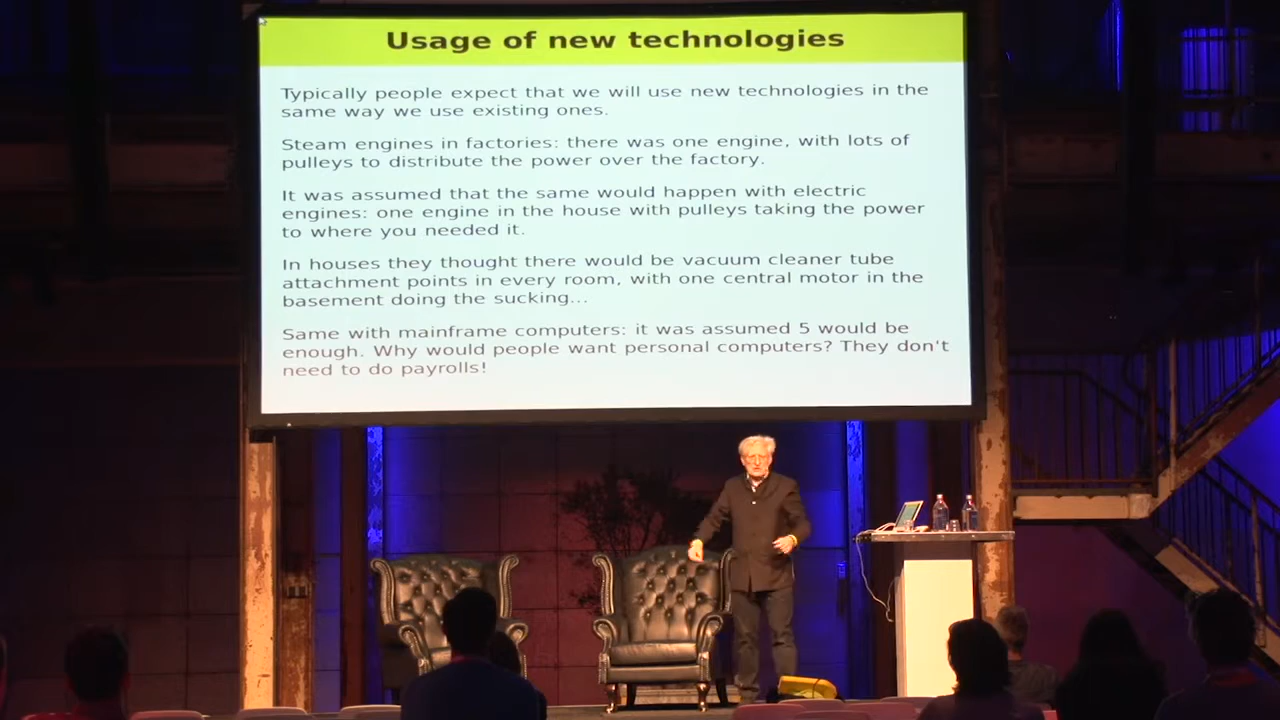 Usage of new technologies
Typically people expect that we will use new technologies in the
same way we use existing ones.
Steam engines in factories: there was one engine, with lots of
pulleys to distribute the power over the factory.
It was assumed that the same would happen with electric
engines: one engine in the house with pulleys taking the power
to where you needed it.
In houses they thought there would be vacuum cleaner tube
attachment points in every room, with one central motor in the
basement doing the sucking...
Same with mainframe computers: it was assumed 5 would be
enough. Why would people want personal computers? They don't
need to do payrolls!